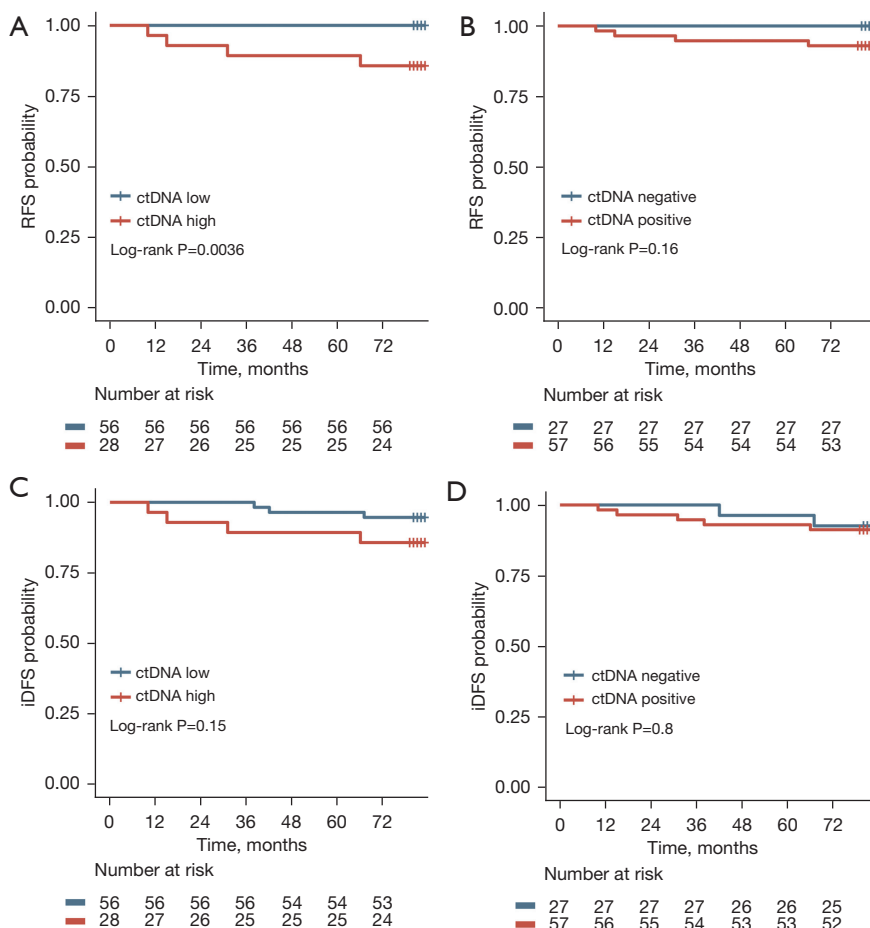 A
1.00
0.75
0.50
0.25
0.00
RFS probability
ctDNA low
ctDNA high
Log-rank P=0.0036
0 12 24 36 48 60 72
Time, months
Number at risk
56 56 56 56 56 56 56
28 27 26 25 25 25 24
B
1.00
0.75
0.50
0.25
0.00
RFS probability
ctDNA negative
ctDNA positive
Log-rank P=0.16
0 12 24 36 48 60 72
Time, months
Number at risk
27 27 27 27 27 27 27
57 56 55 54 54 54 53
C
1.00
0.75
0.50
0.25
0.00
iDFS probability
ctDNA low
ctDNA high
Log-rank P=0.15
0 12 24 36 48 60 72
Time, months
Number at risk
56 56 56 56 54 54 53
28 27 26 25 25 25 24
D
1.00
0.75
0.50
0.25
0.00
iDFS probability
ctDNA negative
ctDNA positive
Log-rank P=0.8
0 12 24 36 48 60 72
Time, months
Number at risk
27 27 27 27 26 26 25
57 56 55 54 53 53 52